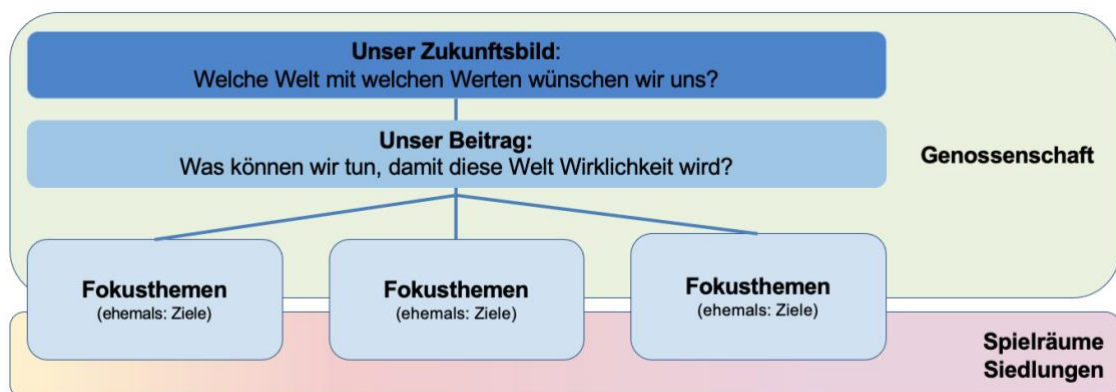 Unser Zukunftsbild:
Welche Welt mit welchen Werten wünschen wir uns?
Unser Beitrag:
Was können wir tun, damit diese Welt Wirklichkeit wird?
Genossenschaft
Fokusthemen
(ehemals: Ziele)
Fokusthemen
(ehemals: Ziele)
Fokusthemen
(ehemals: Ziele)
Spielräume
Siedlungen